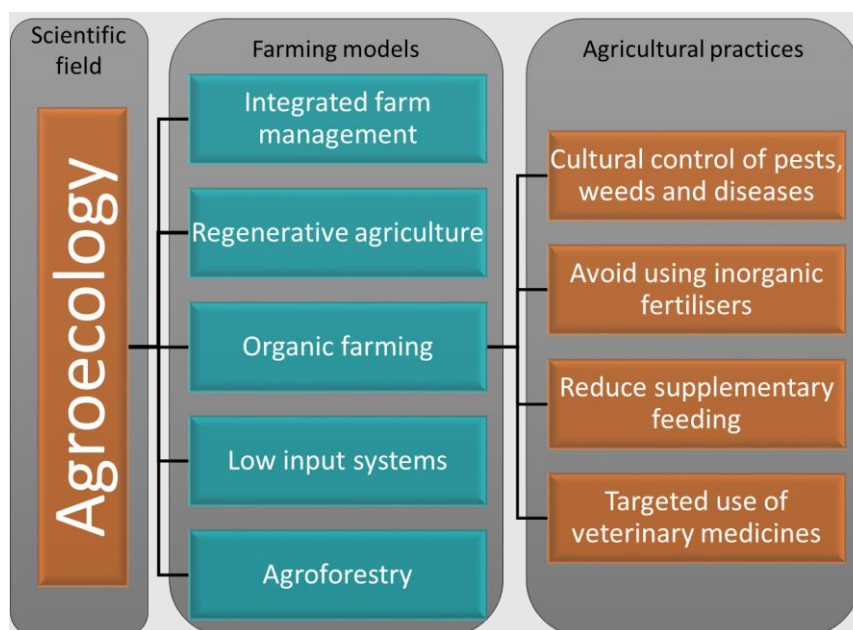 Scientific
field
Agroecology
Farming models
Integrated farm
management
Regenerative agriculture
Organic farming
Low input systems
Agroforestry
Agricultural practices
Cultural control of pests,
weeds and diseases
Avoid using inorganic
fertilisers
Reduce supplementary
feeding
Targeted use of
veterinary medicines